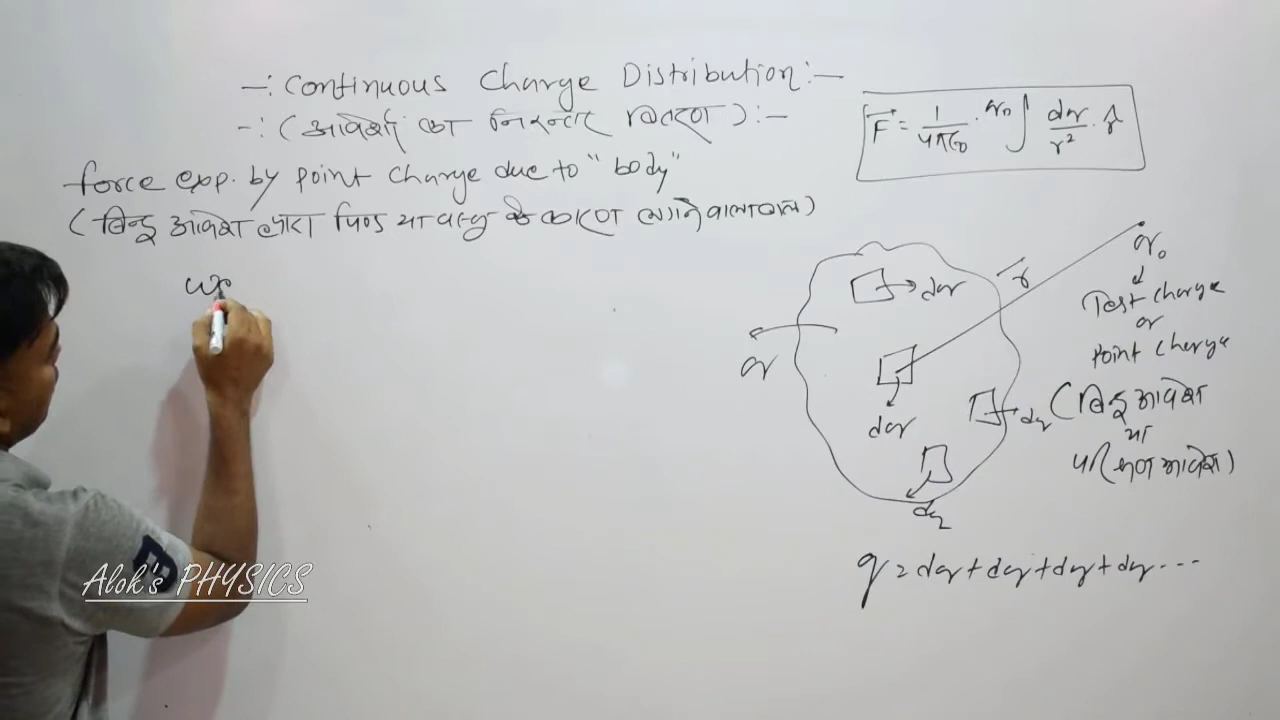 -: Continuous Charge Distribution :-
-: (आवेशों का निरन्तर वितरण) :-
force exp. by point charge due to "body"
(बिन्दु आवेश द्वारा पिण्ड या वस्तु के कारण लगने वाला बल)
F = 1/4πε0 . q0 ∫ dq/r² . r̂
q0
Test charge
or
Point charge
(बिन्दु आवेश
या
परीक्षण आवेश)
r
dq
q
dq
dq
dq
q = dq + dq + dq + dq ...
Alok's PHYSICS